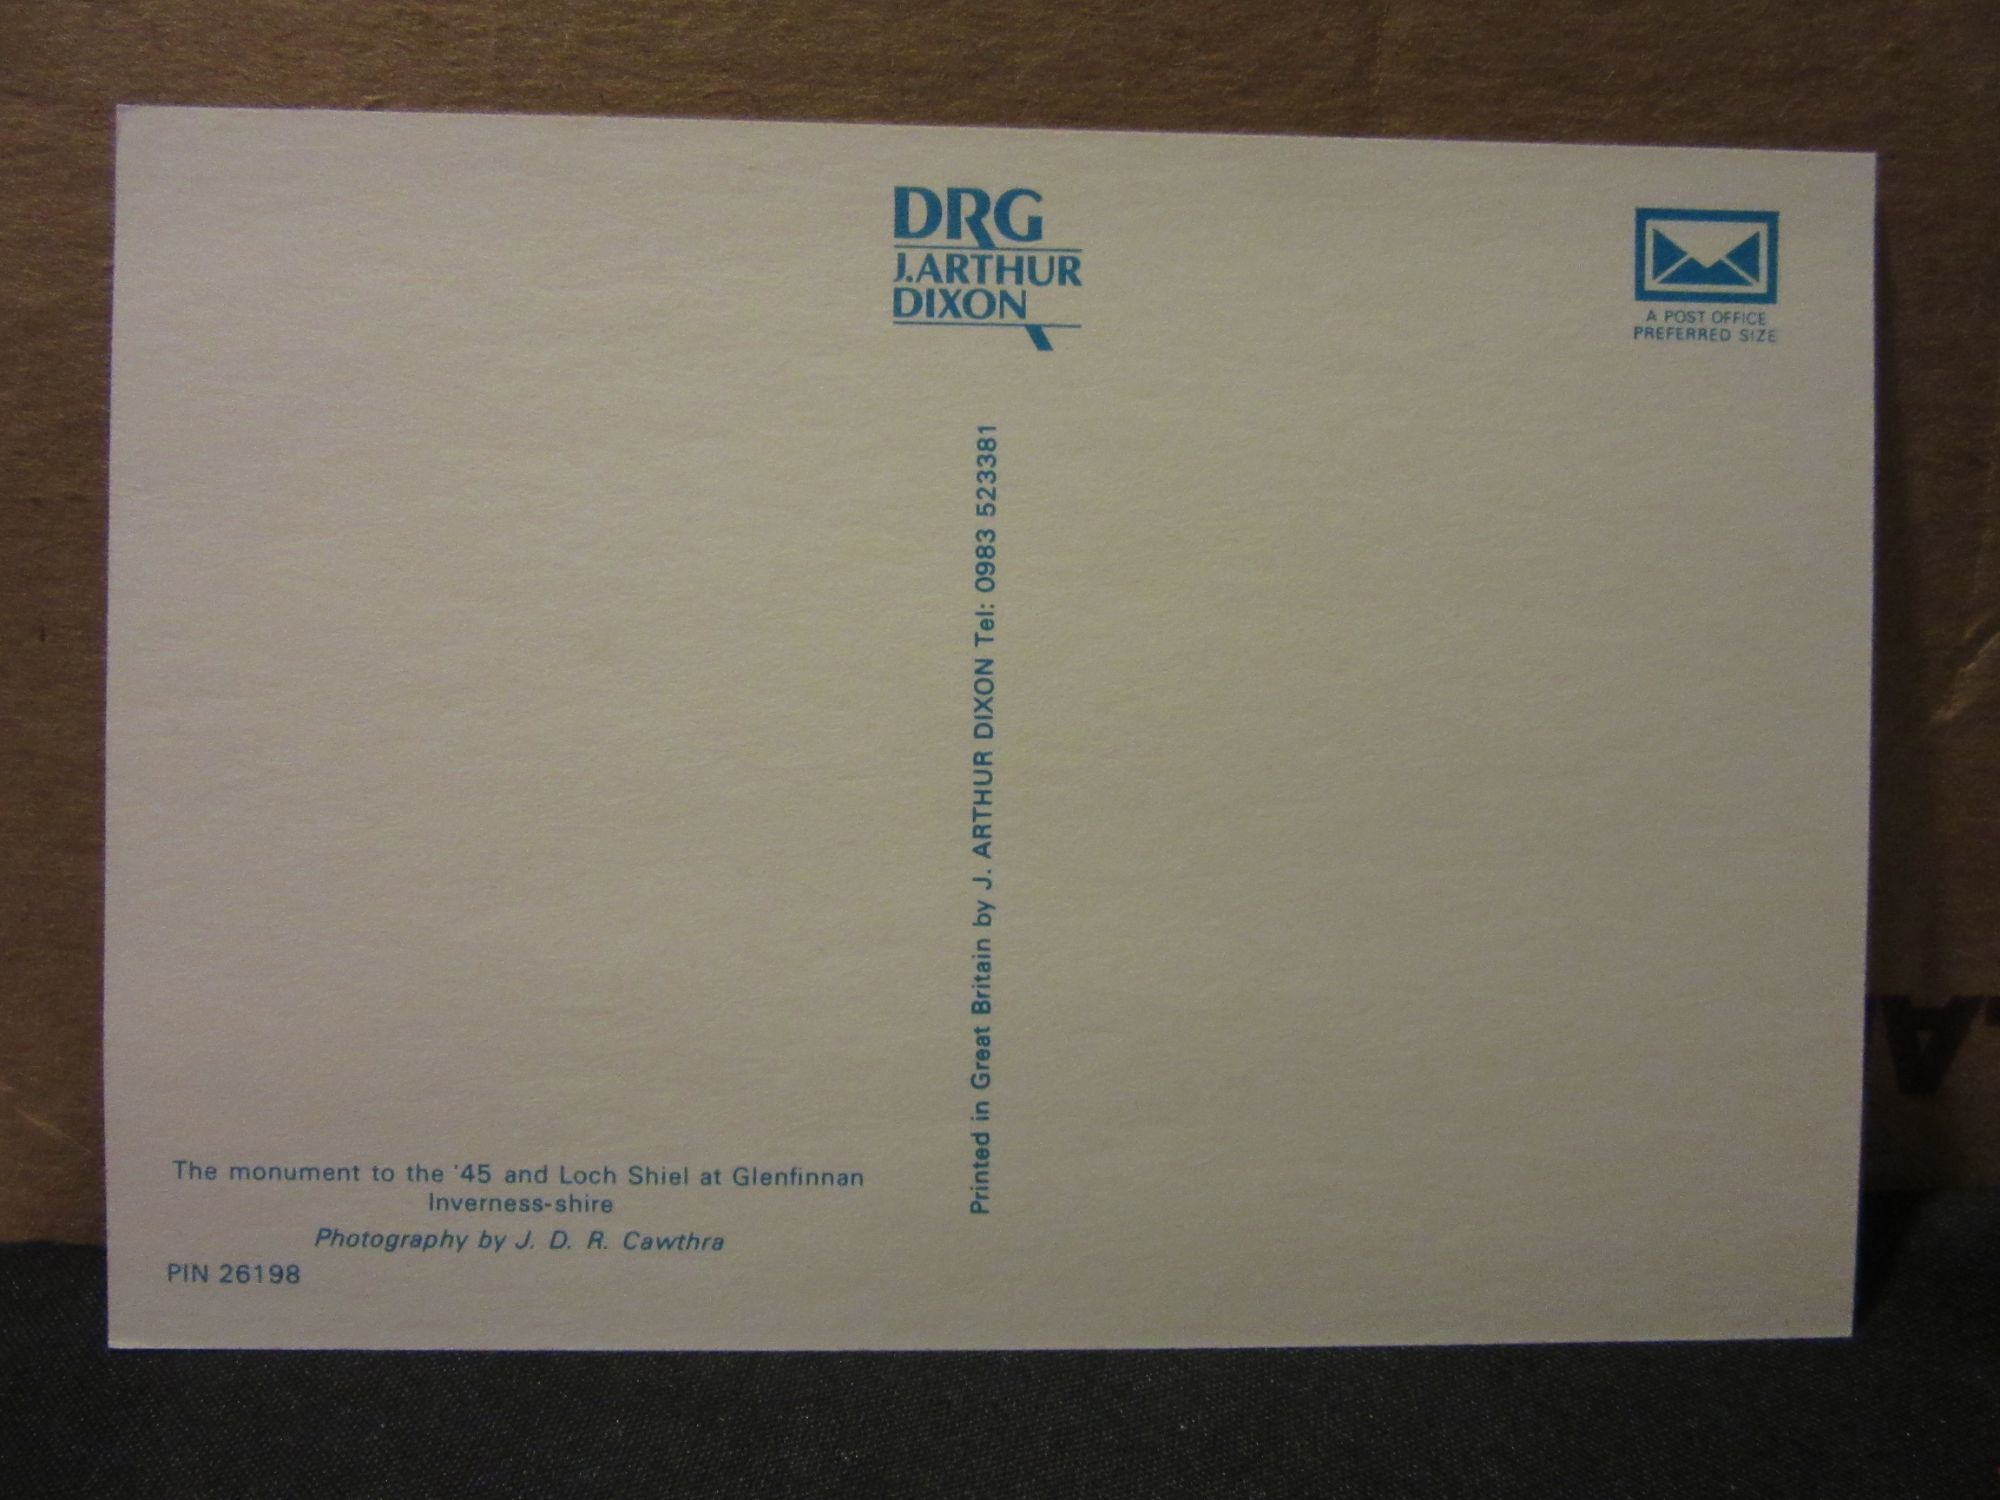 DRG
J.ARTHUR
DIXON
A POST OFFICE
PREFERRED SIZE
Printed in Great Britain by J. ARTHUR DIXON Tel: 0983 523381
The monument to the '45 and Loch Shiel at Glenfinnan
Inverness-shire
Photography by J. D. R. Cawthra
PIN 26198